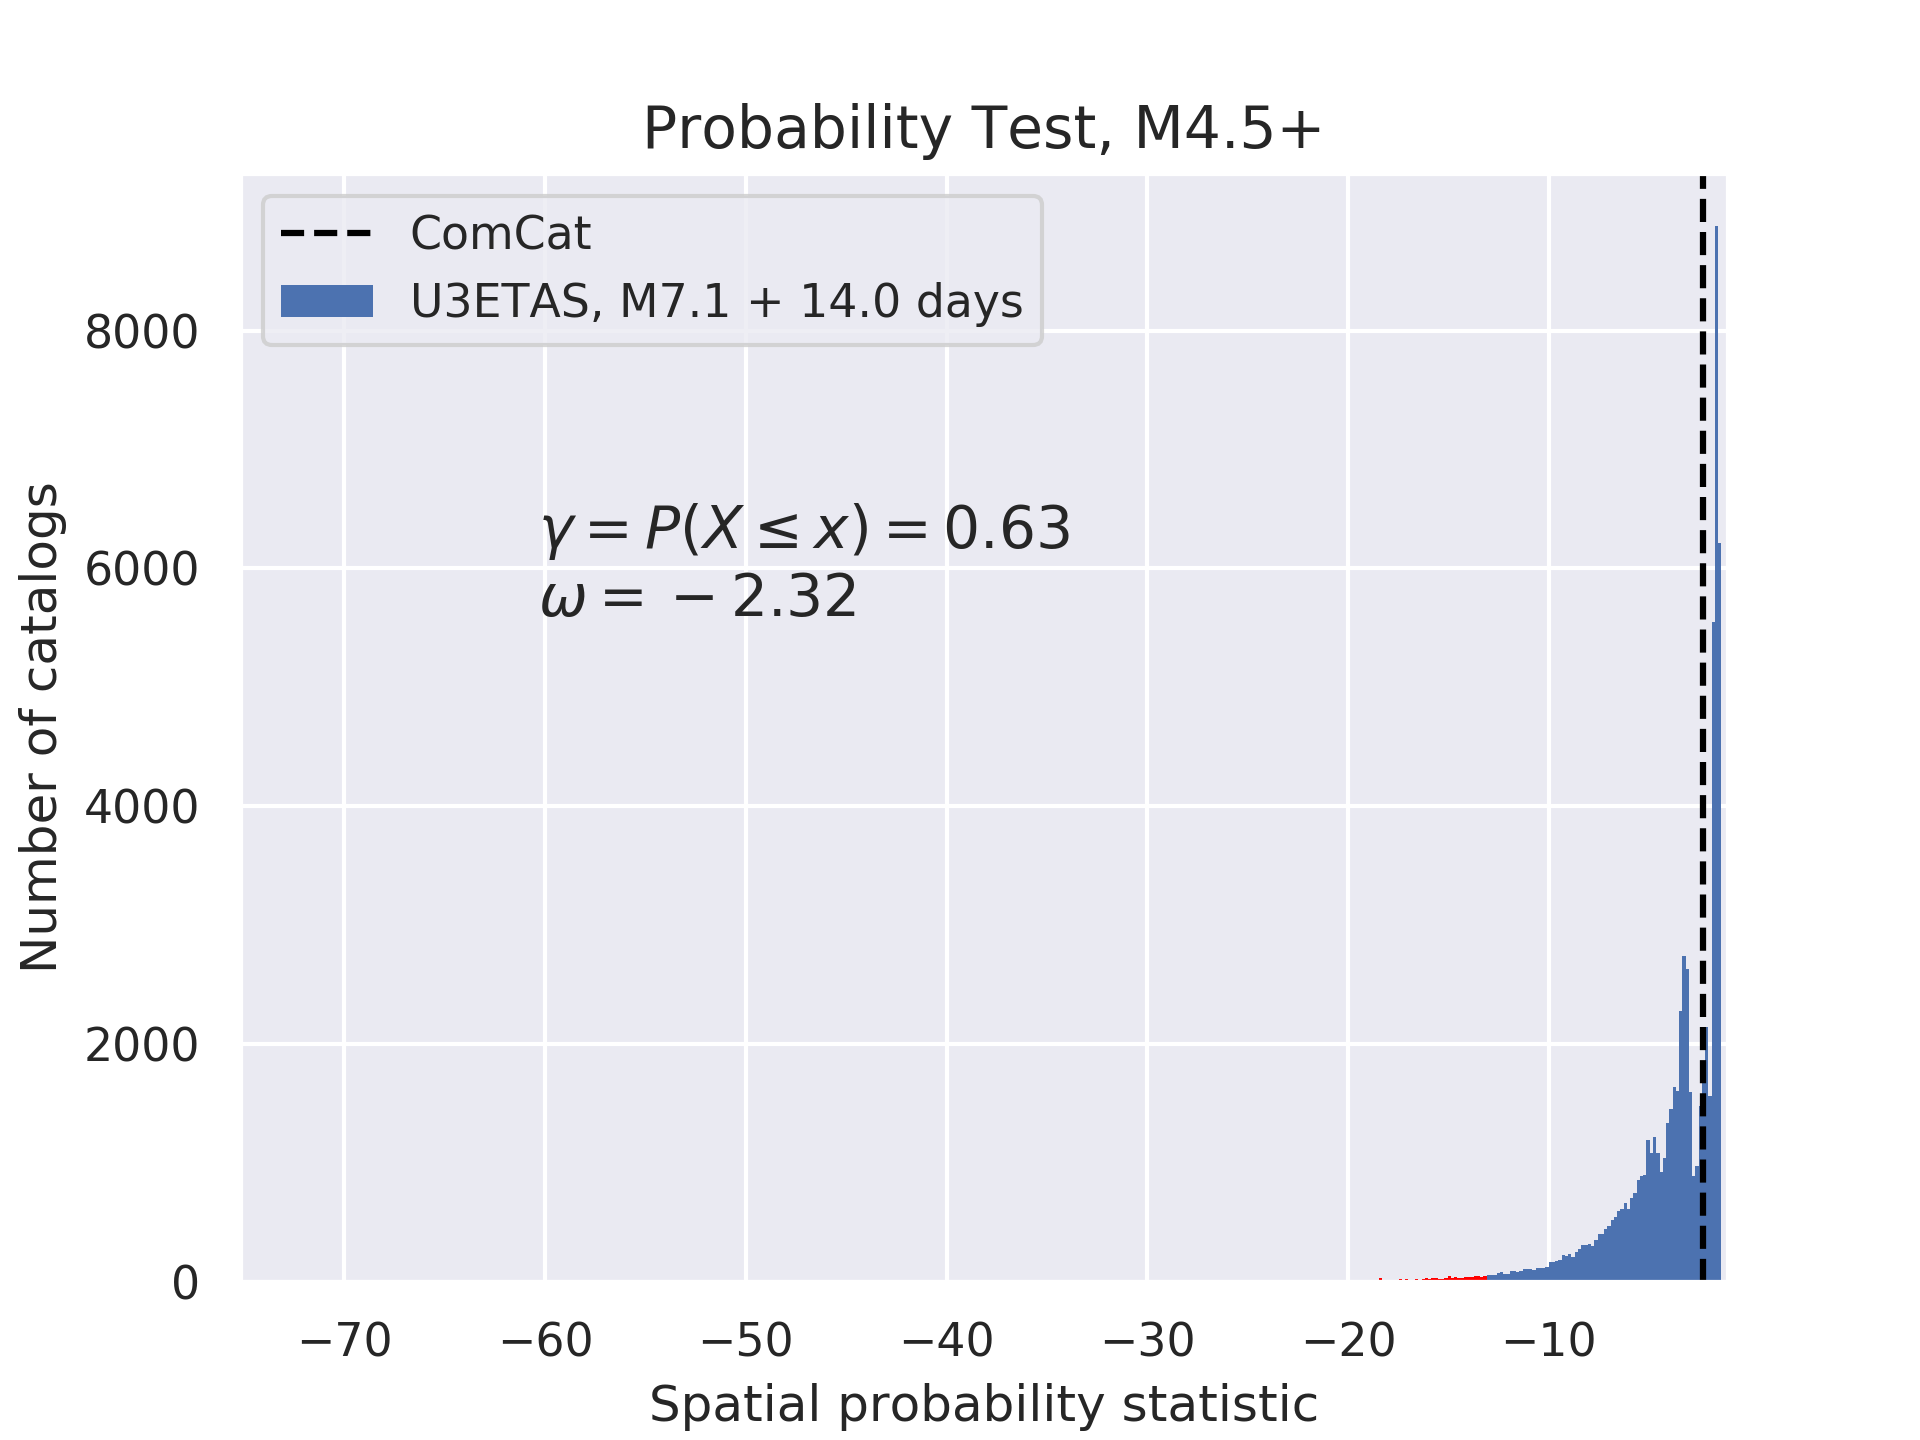 Probability Test, M4.5+
ComCat
U3ETAS, M7.1 + 14.0 days
γ = P(X ≤ x) = 0.63
ω = −2.32
Number of catalogs
8000
6000
4000
2000
0
−70 −60 −50 −40 −30 −20 −10
Spatial probability statistic